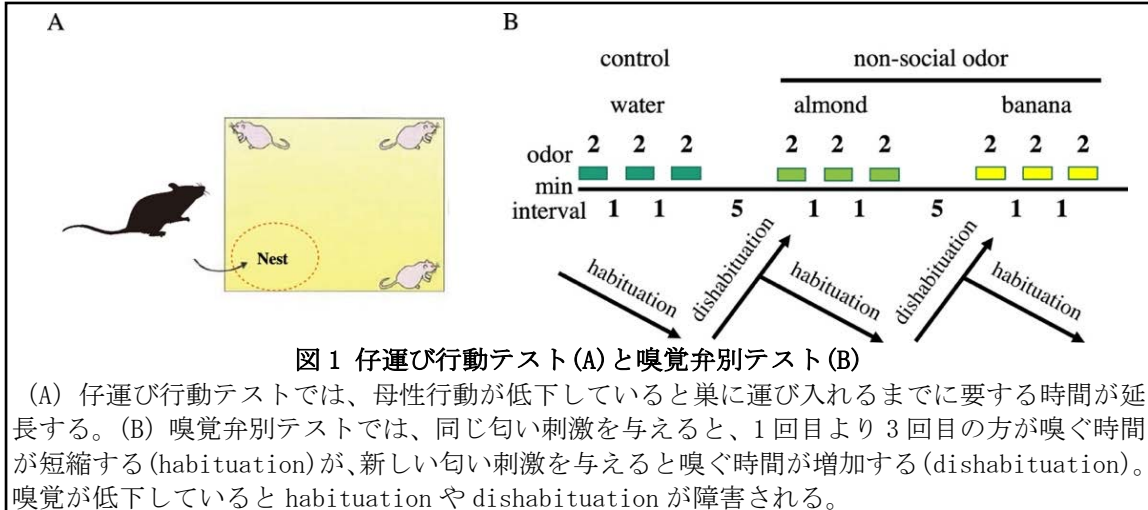 A
B
control
non-social odor
water
almond
banana
odor 2 2 2 2 2 2 2 2 2
min
interval 1 1 5 1 1 5 1 1
Nest
habituation
dishabituation
habituation
dishabituation
habituation
図1 仔運び行動テスト(A)と嗅覚弁別テスト(B)
(A) 仔運び行動テストでは、母性行動が低下していると巣に運び入れるまでに要する時間が延
長する。(B) 嗅覚弁別テストでは、同じ匂い刺激を与えると、1回目より3回目の方が嗅ぐ時間
が短縮する(habituation)が、新しい匂い刺激を与えると嗅ぐ時間が増加する(dishabituation)。
嗅覚が低下していると habituation や dishabituation が障害される。